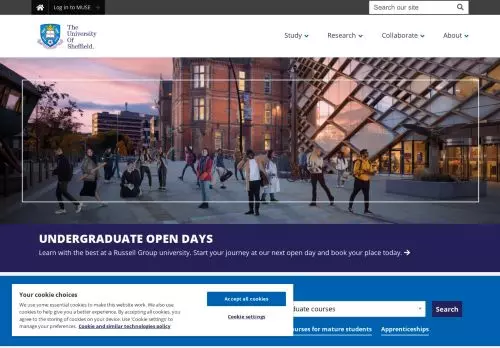 Log in to MUSE
Search our site
The
University
Of
Sheffield.
Study
Research
Collaborate
About
UNDERGRADUATE OPEN DAYS
Learn with the best at a Russell Group university. Start your journey at our next open day and book your place today.
Your cookie choices
We use some essential cookies to make this website work. We also use
cookies to help give you a better experience. By accepting all cookies, you
agree to the storing of cookies on your device. Use 'Cookie settings' to
manage your preferences. Cookie and similar technologies policy
Accept all cookies
Cookie settings
duate courses
Search
ourses for mature students
Apprenticeships